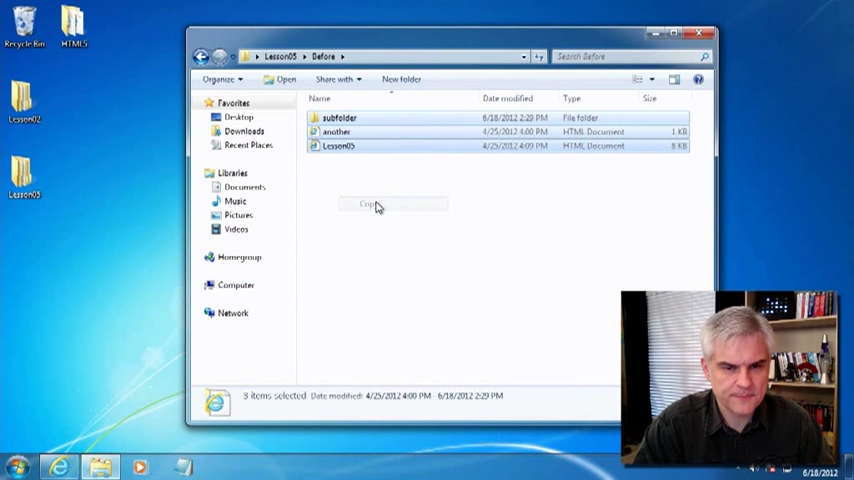 Recycle Bin
HTML5
Lesson02
Lesson05
Lesson05 Before
Search Before
Organize Open Share with New folder
Name Date modified Type Size
Favorites
Desktop
Downloads
Recent Places
Libraries
Documents
Music
Pictures
Videos
Homegroup
Computer
Network
subfolder 6/18/2012 2:29 PM File folder
another 4/25/2012 4:00 PM HTML Document 1 KB
Lesson05 4/25/2012 4:09 PM HTML Document 8 KB
3 items selected Date modified: 4/25/2012 4:00 PM - 6/18/2012 2:29 PM
6/18/2012